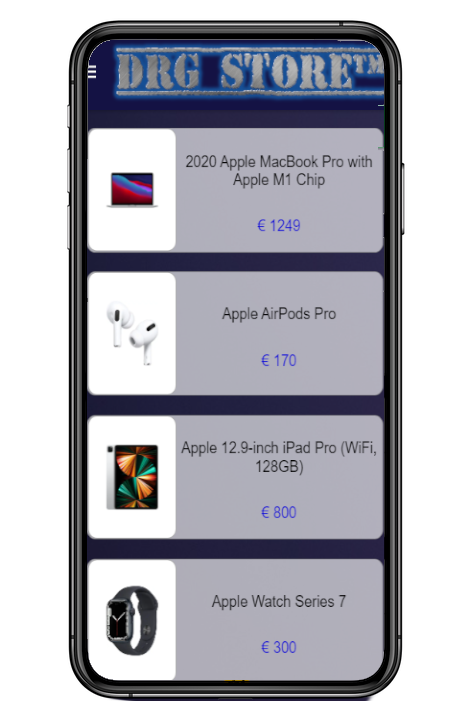 DRG STORE™
2020 Apple MacBook Pro with
Apple M1 Chip
€ 1249
Apple AirPods Pro
€ 170
Apple 12.9-inch iPad Pro (WiFi,
128GB)
€ 800
Apple Watch Series 7
€ 300